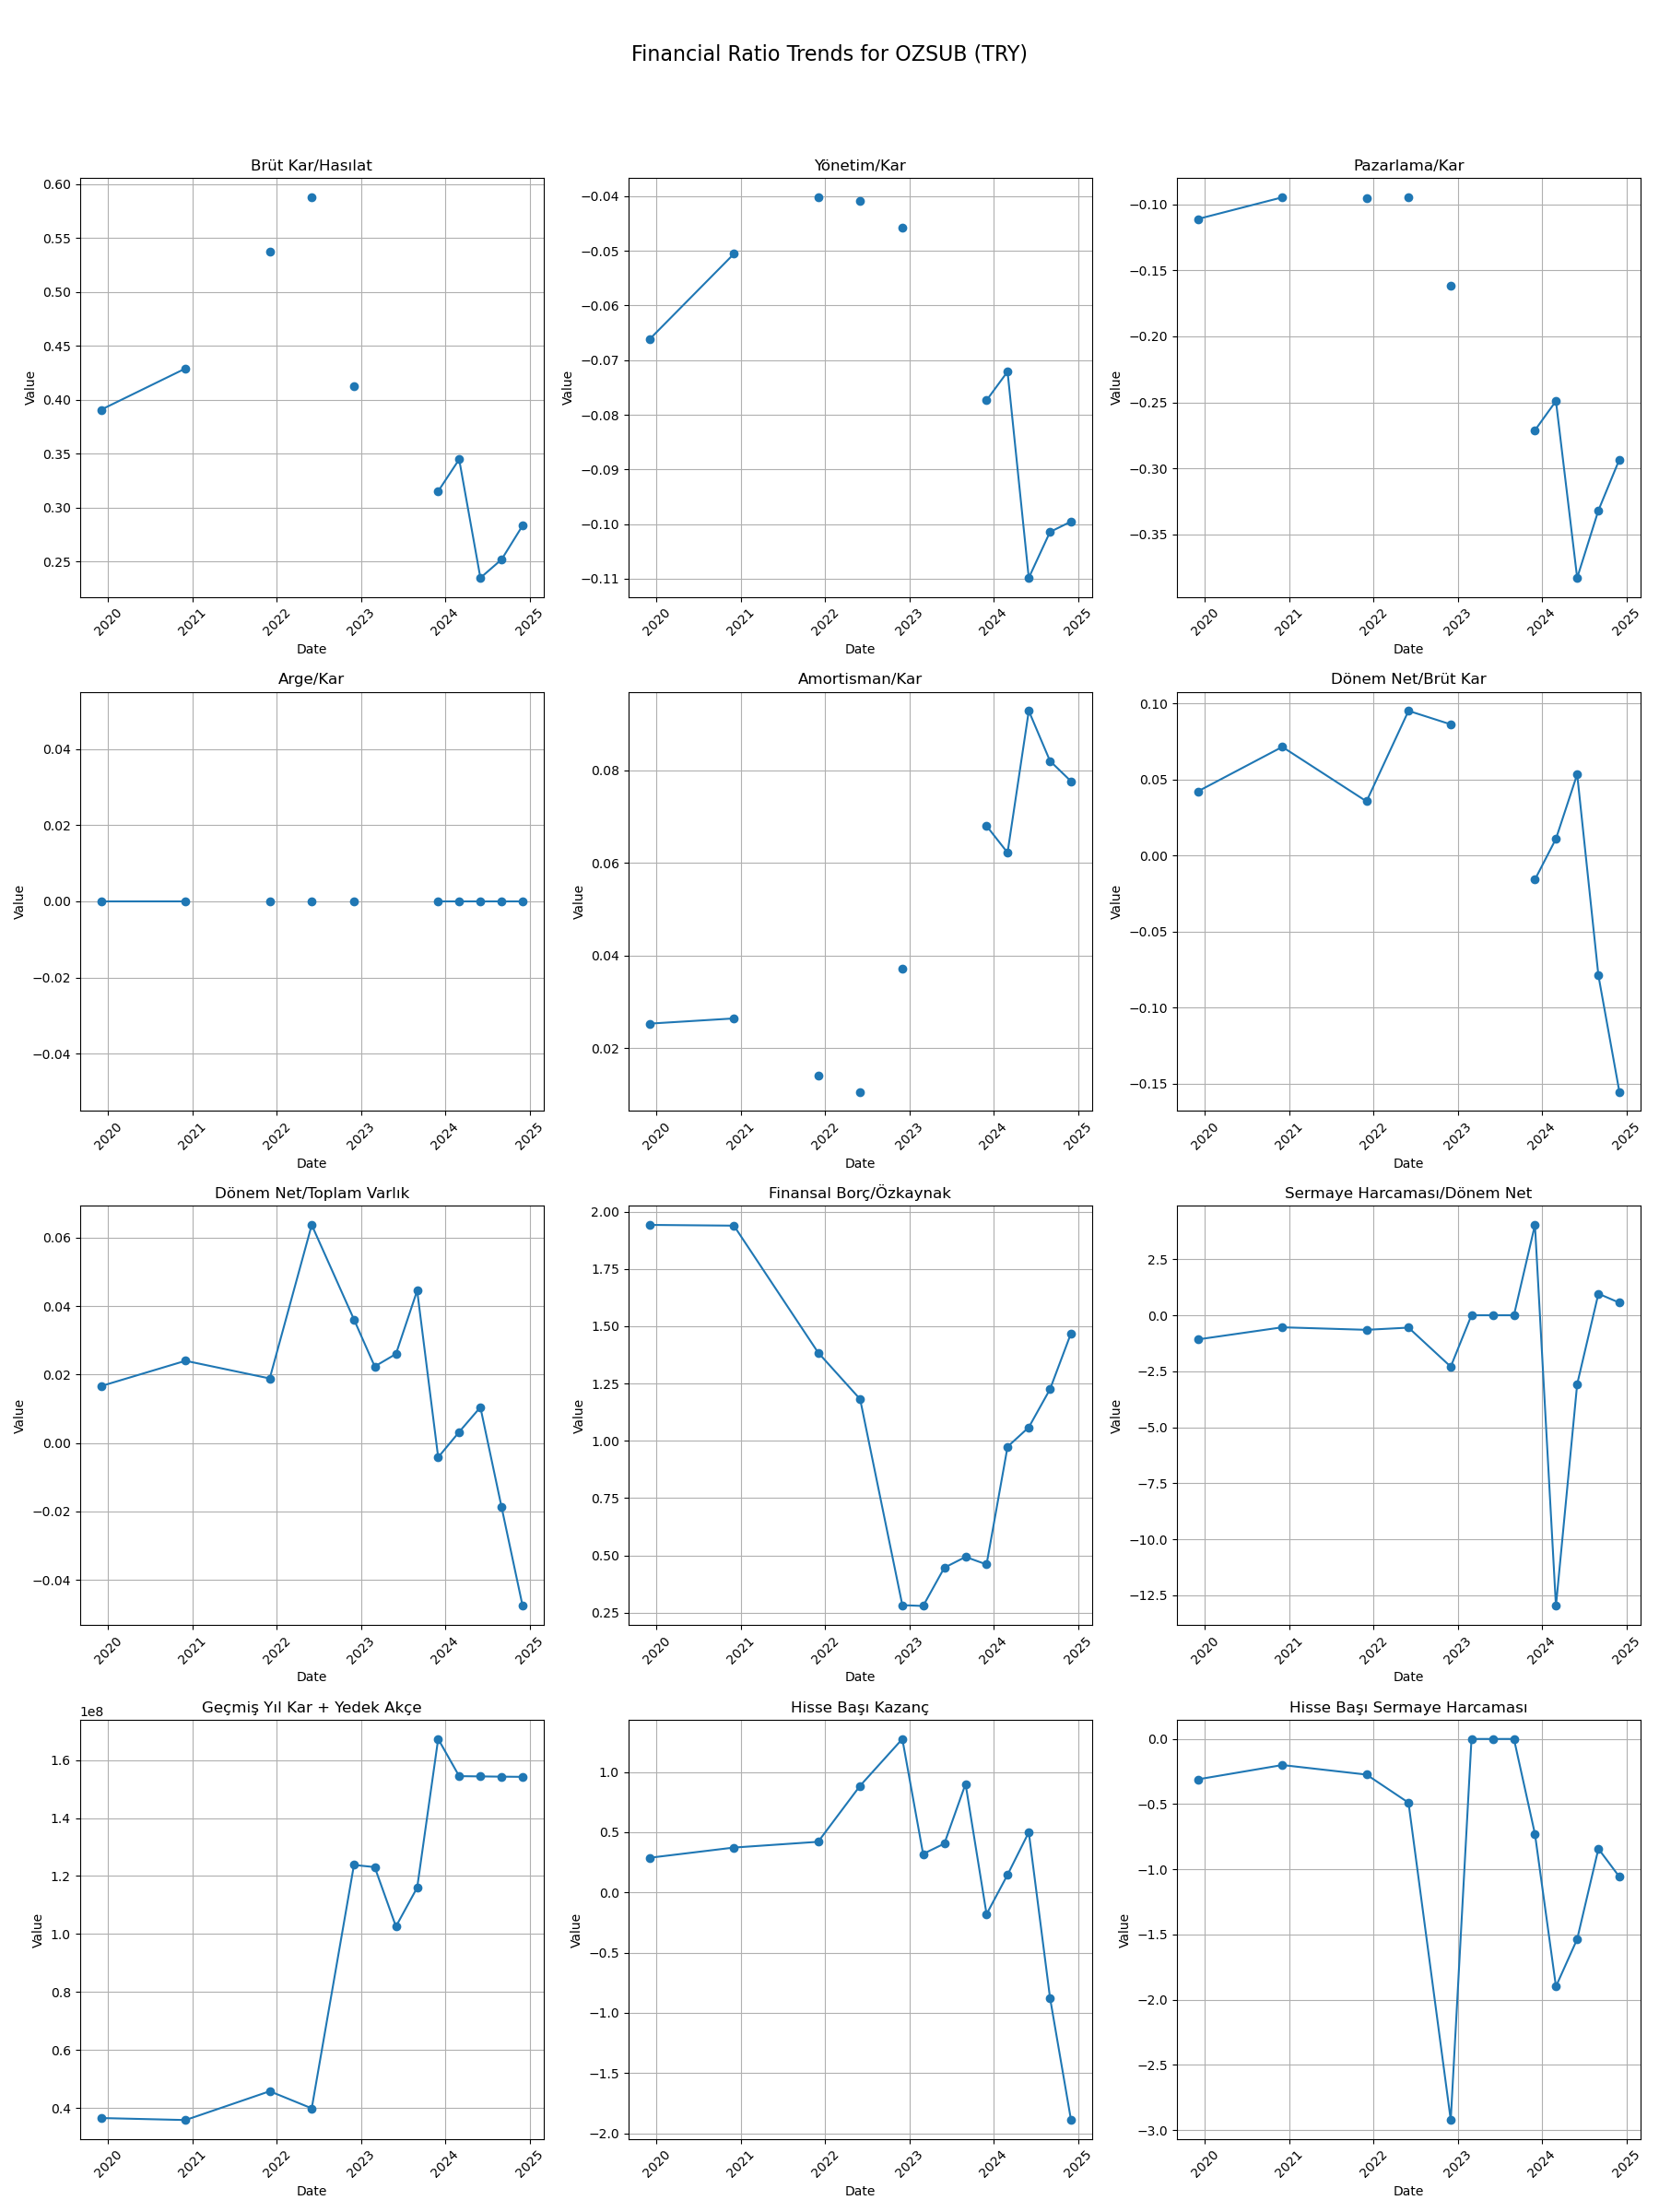 Financial Ratio Trends for OZSUB (TRY)
Brüt Kar/Hasılat
Value
0.60
0.55
0.50
0.45
0.40
0.35
0.30
0.25
2020 2021 2022 2023 2024 2025
Date
Yönetim/Kar
Value
−0.04
−0.05
−0.06
−0.07
−0.08
−0.09
−0.10
−0.11
2020 2021 2022 2023 2024 2025
Date
Pazarlama/Kar
Value
−0.10
−0.15
−0.20
−0.25
−0.30
−0.35
2020 2021 2022 2023 2024 2025
Date
Arge/Kar
Value
0.04
0.02
0.00
−0.02
−0.04
2020 2021 2022 2023 2024 2025
Date
Amortisman/Kar
Value
0.08
0.06
0.04
0.02
2020 2021 2022 2023 2024 2025
Date
Dönem Net/Brüt Kar
Value
0.10
0.05
0.00
−0.05
−0.10
−0.15
2020 2021 2022 2023 2024 2025
Date
Dönem Net/Toplam Varlık
Value
0.06
0.04
0.02
0.00
−0.02
−0.04
2020 2021 2022 2023 2024 2025
Date
Finansal Borç/Özkaynak
Value
2.00
1.75
1.50
1.25
1.00
0.75
0.50
0.25
2020 2021 2022 2023 2024 2025
Date
Sermaye Harcaması/Dönem Net
Value
2.5
0.0
−2.5
−5.0
−7.5
−10.0
−12.5
2020 2021 2022 2023 2024 2025
Date
Geçmiş Yıl Kar + Yedek Akçe
1e8
Value
1.6
1.4
1.2
1.0
0.8
0.6
0.4
2020 2021 2022 2023 2024 2025
Date
Hisse Başı Kazanç
Value
1.0
0.5
0.0
−0.5
−1.0
−1.5
−2.0
2020 2021 2022 2023 2024 2025
Date
Hisse Başı Sermaye Harcaması
Value
0.0
−0.5
−1.0
−1.5
−2.0
−2.5
−3.0
2020 2021 2022 2023 2024 2025
Date